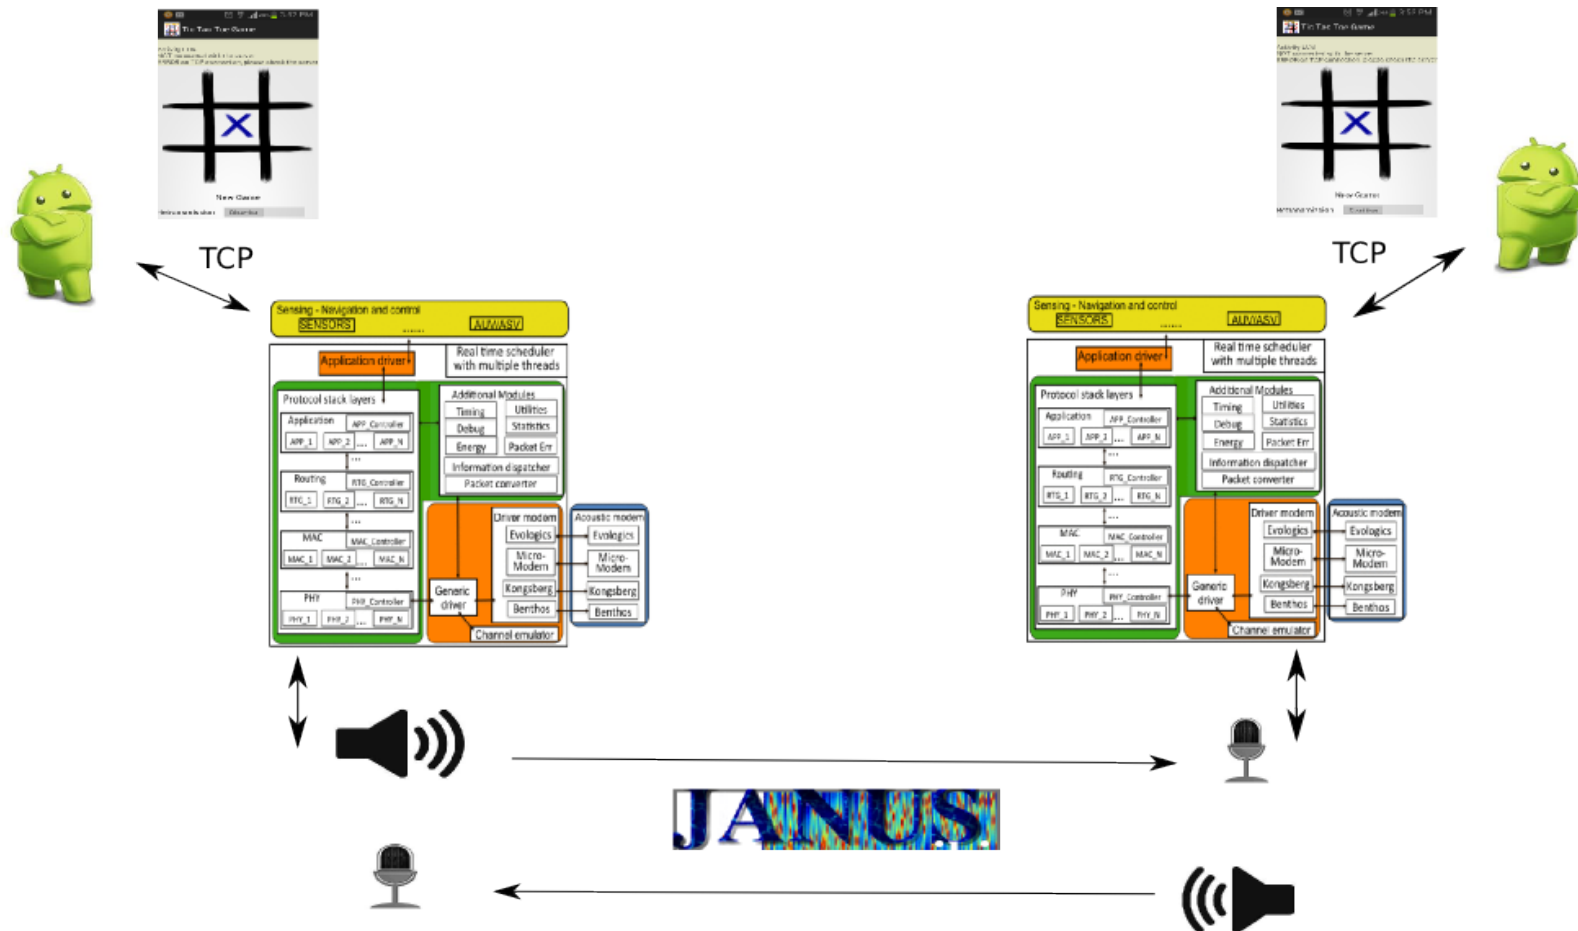 3:57 PM
Tic Tac Toe Game
New Game
TCP
Sensing - Navigation and control
SENSORS ...... AUV/ASV
Application driver
Real time scheduler
with multiple threads
Protocol stack layers
Application
APP_Controller
APP_1 APP_2 .... APP_N
...
Routing
RTG_Controller
RTG_1 RTG_2 ... RTG_N
...
MAC
MAC_Controller
MAC_1 MAC_2 .... MAC_N
...
PHY
PHY_Controller
PHY_1 PHY_2 .... PHY_N
Additional Modules
Timing Utilities
Debug Statistics
Energy Packet Err
Information dispatcher
Packet converter
Driver modem
Evologics
Micro-
Modem
Kongsberg
Benthos
Generic
driver
Channel emulator
Acoustic modem
Evologics
Micro-
Modem
Kongsberg
Benthos
3:58 PM
Tic Tac Toe Game
New Game
TCP
Sensing - Navigation and control
SENSORS ...... AUV/ASV
Application driver
Real time scheduler
with multiple threads
Protocol stack layers
Application
APP_Controller
APP_1 APP_2 ... APP_N
...
Routing
RTG_Controller
RTG_1 RTG_2 ... RTG_N
...
MAC
MAC_Controller
MAC_1 MAC_2 .... MAC_N
...
PHY
PHY_Controller
PHY_1 PHY_2 .... PHY_N
Additional Modules
Timing Utilities
Debug Statistics
Energy Packet Err
Information dispatcher
Packet converter
Driver modem
Evologics
Micro-
Modem
Kongsberg
Benthos
Generic
driver
Channel emulator
Acoustic modem
Evologics
Micro-
Modem
Kongsberg
Benthos
JANUS